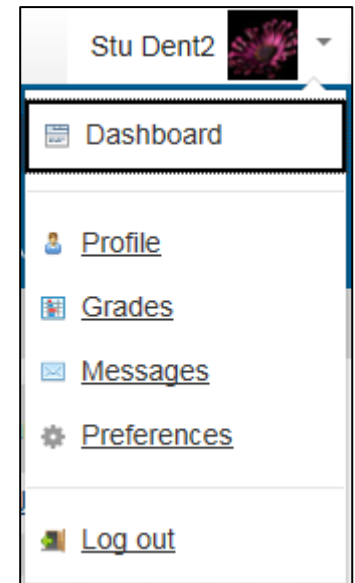 Stu Dent2
Dashboard
Profile
Grades
Messages
Preferences
Log out